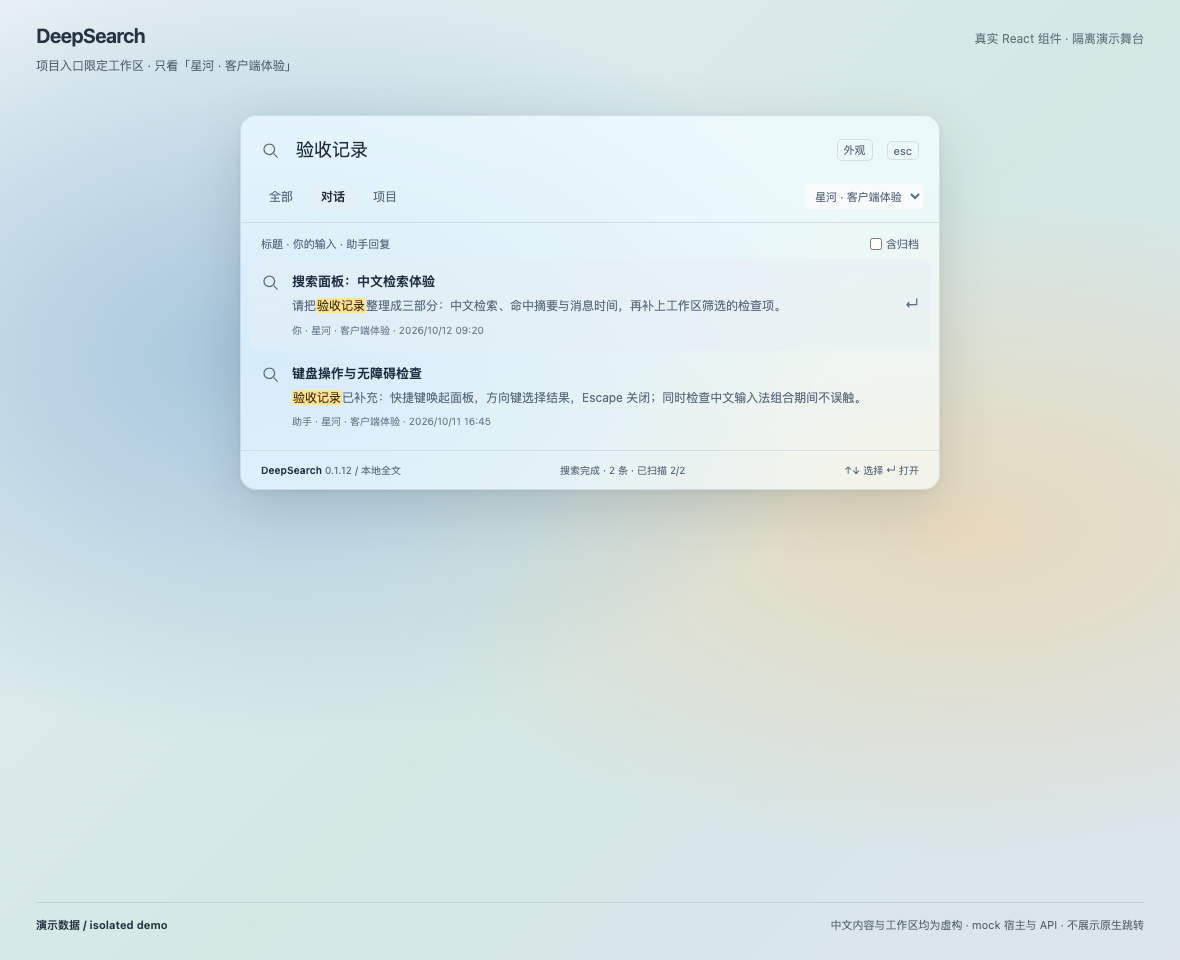 DeepSearch
真实 React 组件 · 隔离演示舞台
项目入口限定工作区 · 只看「星河 · 客户端体验」
验收记录
外观
esc
全部 对话 项目
星河 · 客户端体验
标题 · 你的输入 · 助手回复
含归档
搜索面板：中文检索体验
请把验收记录整理成三部分：中文检索、命中摘要与消息时间，再补上工作区筛选的检查项。
↵
你 · 星河 · 客户端体验 · 2026/10/12 09:20
键盘操作与无障碍检查
验收记录已补充：快捷键唤起面板，方向键选择结果，Escape 关闭；同时检查中文输入法组合期间不误触。
助手 · 星河 · 客户端体验 · 2026/10/11 16:45
DeepSearch 0.1.12 / 本地全文
搜索完成 · 2 条 · 已扫描 2/2
↑↓ 选择 ↵ 打开
演示数据 / isolated demo
中文内容与工作区均为虚构 · mock 宿主与 API · 不展示原生跳转